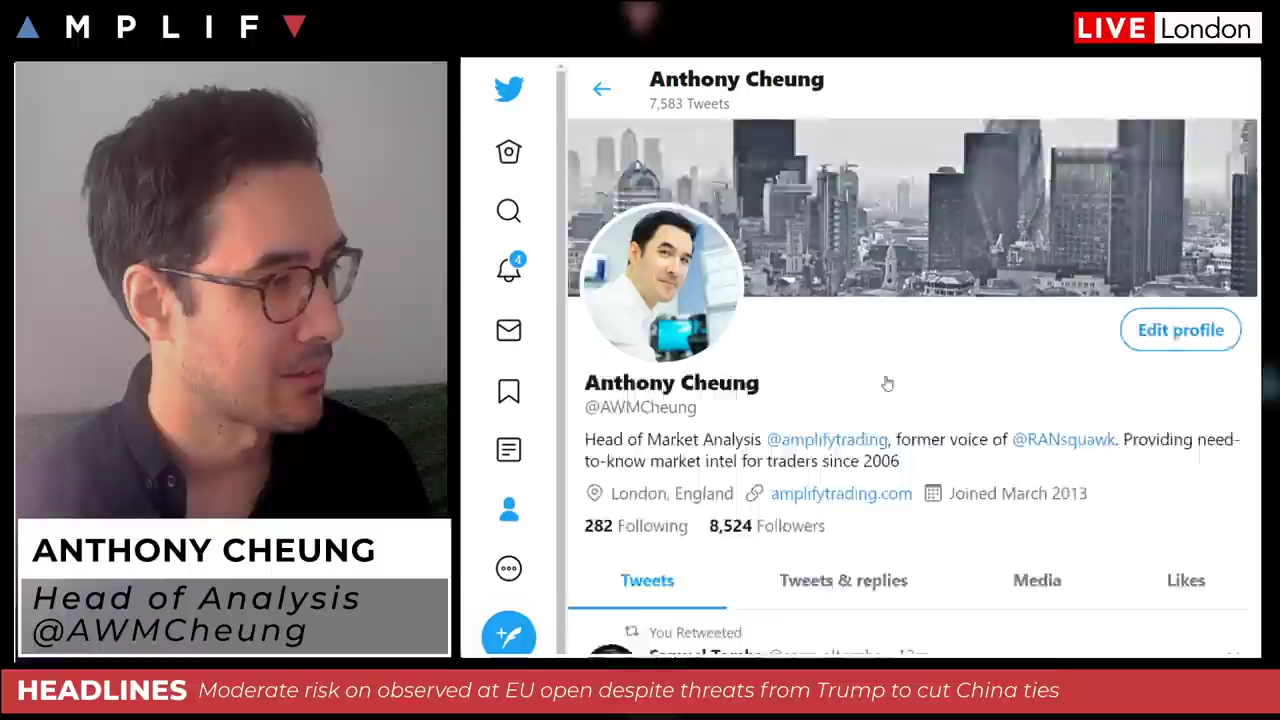 AMPLIFY
LIVE London
ANTHONY CHEUNG
Head of Analysis
@AWMCheung
Anthony Cheung
7,583 Tweets
4
Edit profile
Anthony Cheung
@AWMCheung
Head of Market Analysis @amplifytrading, former voice of @RANsquawk. Providing need-
to-know market intel for traders since 2006
London, England amplifytrading.com Joined March 2013
282 Following 8,524 Followers
Tweets Tweets & replies Media Likes
You Retweeted
HEADLINES Moderate risk on observed at EU open despite threats from Trump to cut China ties